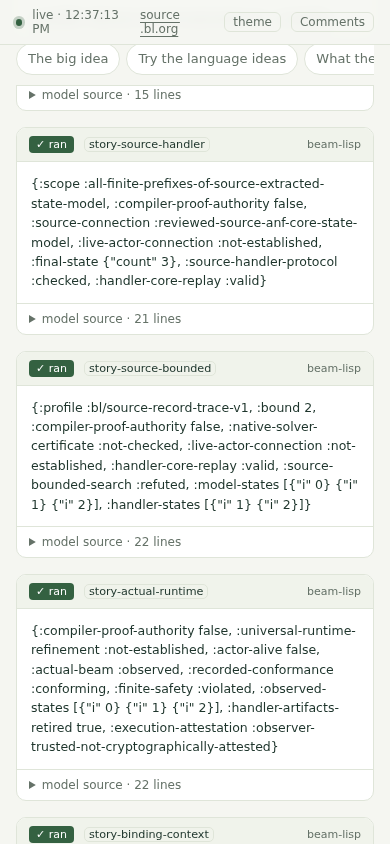 live · 12:37:13 PM
source.bl.org
theme
Comments
The big idea
Try the language ideas
What the
▶ model source · 15 lines
✓ ran
story-source-handler
beam-lisp
{:scope :all-finite-prefixes-of-source-extracted-
state-model, :compiler-proof-authority false,
:source-connection :reviewed-source-anf-core-state-
model, :live-actor-connection :not-established,
:final-state {"count" 3}, :source-handler-protocol
:checked, :handler-core-replay :valid}
▶ model source · 21 lines
✓ ran
story-source-bounded
beam-lisp
{:profile :bl/source-record-trace-v1, :bound 2,
:compiler-proof-authority false, :native-solver-
certificate :not-checked, :live-actor-connection :not-
established, :handler-core-replay :valid, :source-
bounded-search :refuted, :model-states [{"i" 0} {"i"
1} {"i" 2}], :handler-states [{"i" 1} {"i" 2}]}
▶ model source · 22 lines
✓ ran
story-actual-runtime
beam-lisp
{:compiler-proof-authority false, :universal-runtime-
refinement :not-established, :actor-alive false,
:actual-beam :observed, :recorded-conformance
:conforming, :finite-safety :violated, :observed-
states [{"i" 0} {"i" 1} {"i" 2}], :handler-artifacts-
retired true, :execution-attestation :observer-
trusted-not-cryptographically-attested}
▶ model source · 22 lines
✓ ran
story-binding-context
beam-lisp